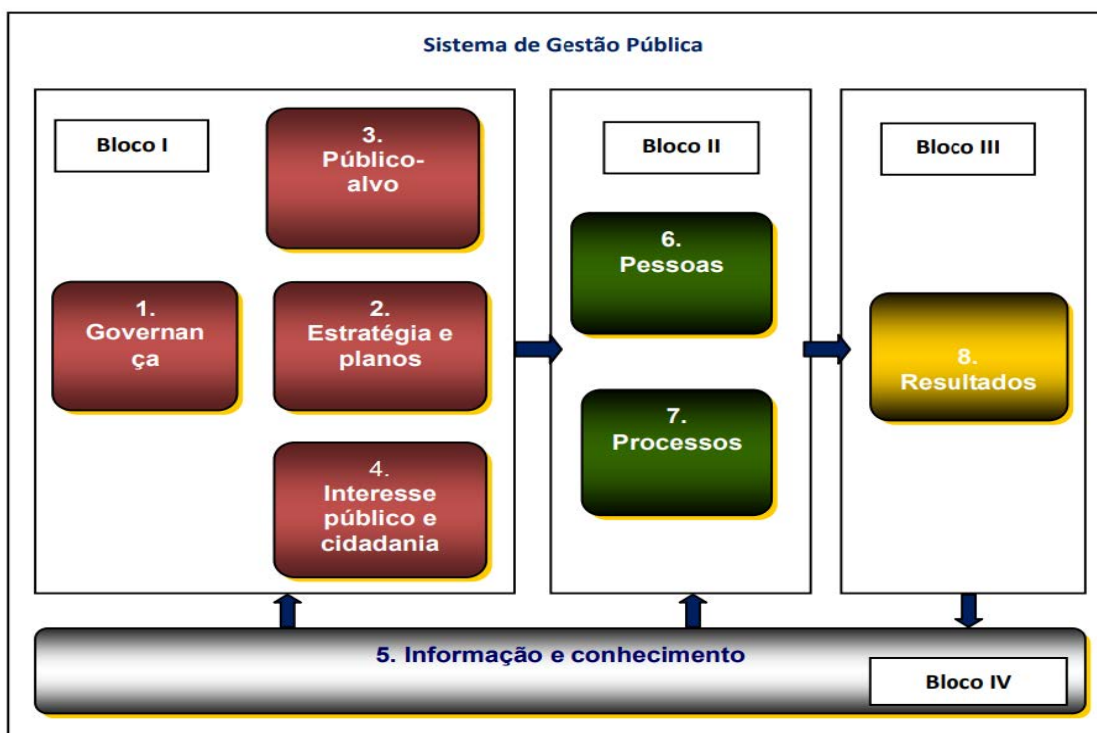 Sistema de Gestão Pública
Bloco I
3.
Público-
alvo
1.
Governan
ça
2.
Estratégia e
planos
4.
Interesse
público e
cidadania
Bloco II
6.
Pessoas
7.
Processos
Bloco III
8.
Resultados
5. Informação e conhecimento
Bloco IV